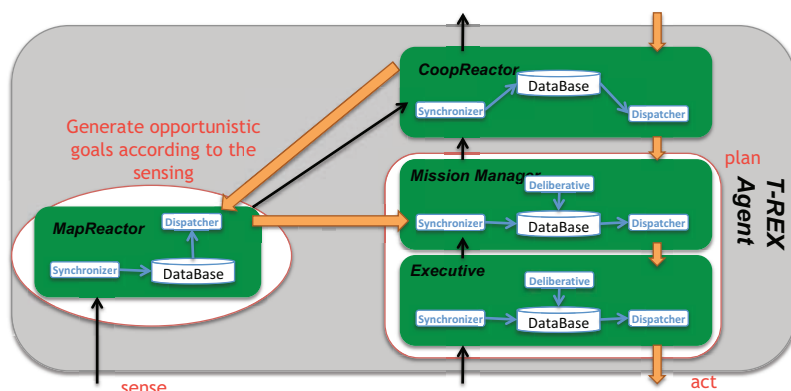 CoopReactor
DataBase
Synchronizer
Dispatcher
Generate opportunistic
goals according to the
sensing
plan
Mission Manager
Deliberative
Synchronizer
DataBase
Dispatcher
T-REX
Agent
MapReactor
Dispatcher
Synchronizer
DataBase
Executive
Deliberative
Synchronizer
DataBase
Dispatcher
sense
act